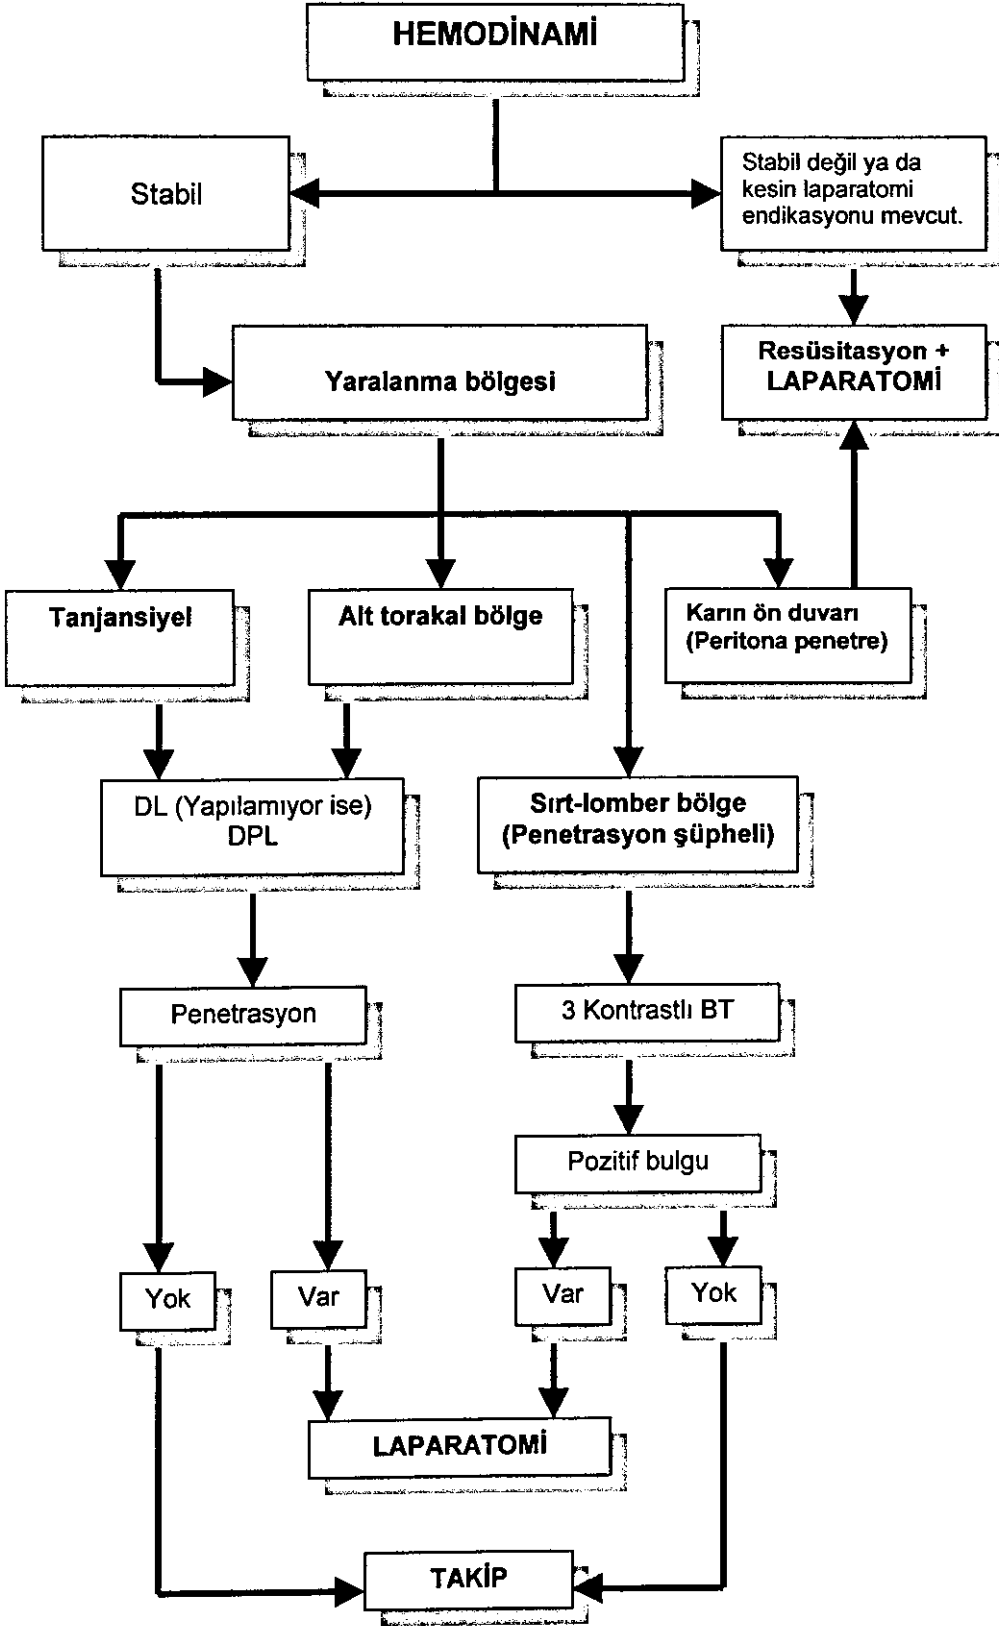 HEMODİNAMİ
Stabil
Stabil değil ya da
kesin laparatomi
endikasyonu mevcut.
Yaralanma bölgesi
Resüsitasyon +
LAPARATOMİ
Tanjansiyel
Alt torakal bölge
Karın ön duvarı
(Peritona penetre)
DL (Yapılamıyor ise)
DPL
Sırt-lomber bölge
(Penetrasyon şüpheli)
Penetrasyon
3 Kontrastlı BT
Pozitif bulgu
Yok
Var
Var
Yok
LAPARATOMİ
TAKİP